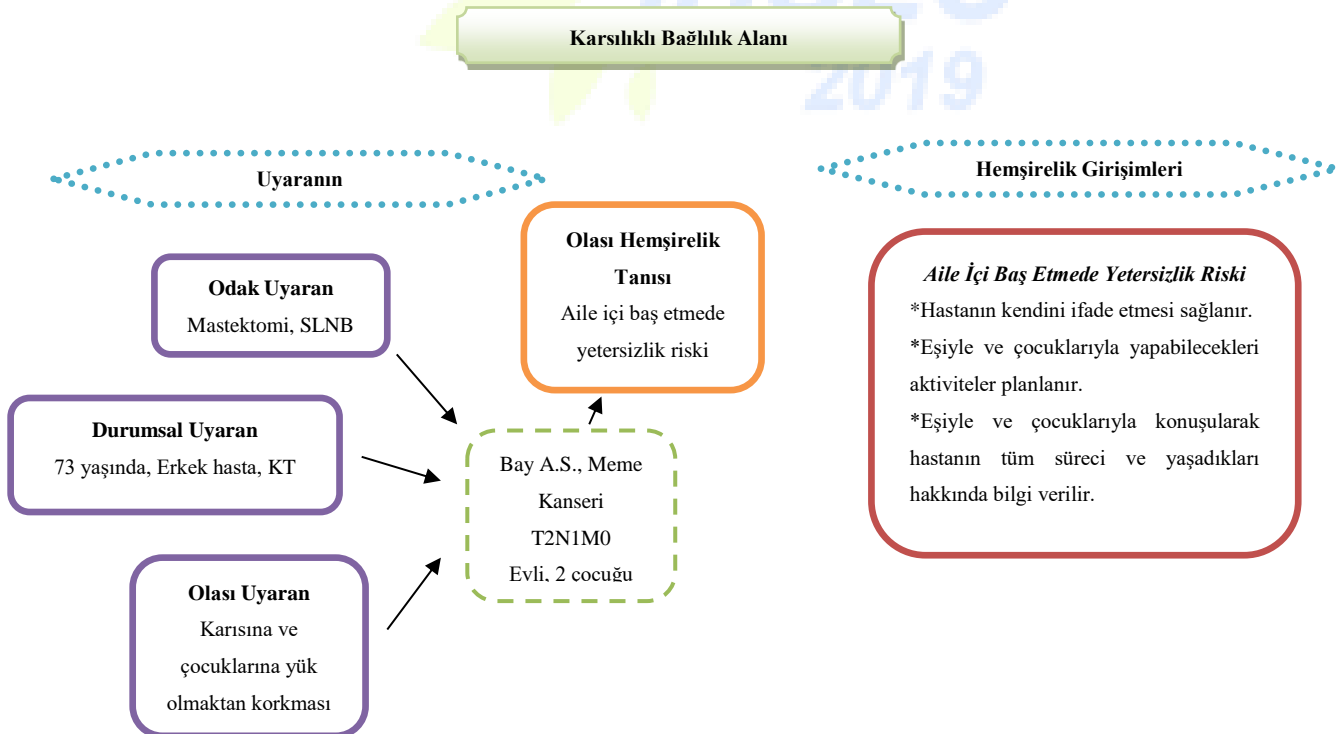 Karsılıklı Bağlılık Alanı
2019
Uyaranın
Hemşirelik Girişimleri
Olası Hemşirelik
Tanısı
Aile içi baş etmede
yetersizlik riski
Odak Uyaran
Mastektomi, SLNB
Durumsal Uyaran
73 yaşında, Erkek hasta, KT
Olası Uyaran
Karısına ve
çocuklarına yük
olmaktan korkması
Bay A.S., Meme
Kanseri
T2N1M0
Evli, 2 çocuğu
Aile İçi Baş Etmede Yetersizlik Riski
*Hastanın kendini ifade etmesi sağlanır.
*Eşiyle ve çocuklarıyla yapabilecekleri
aktiviteler planlanır.
*Eşiyle ve çocuklarıyla konuşularak
hastanın tüm süreci ve yaşadıkları
hakkında bilgi verilir.